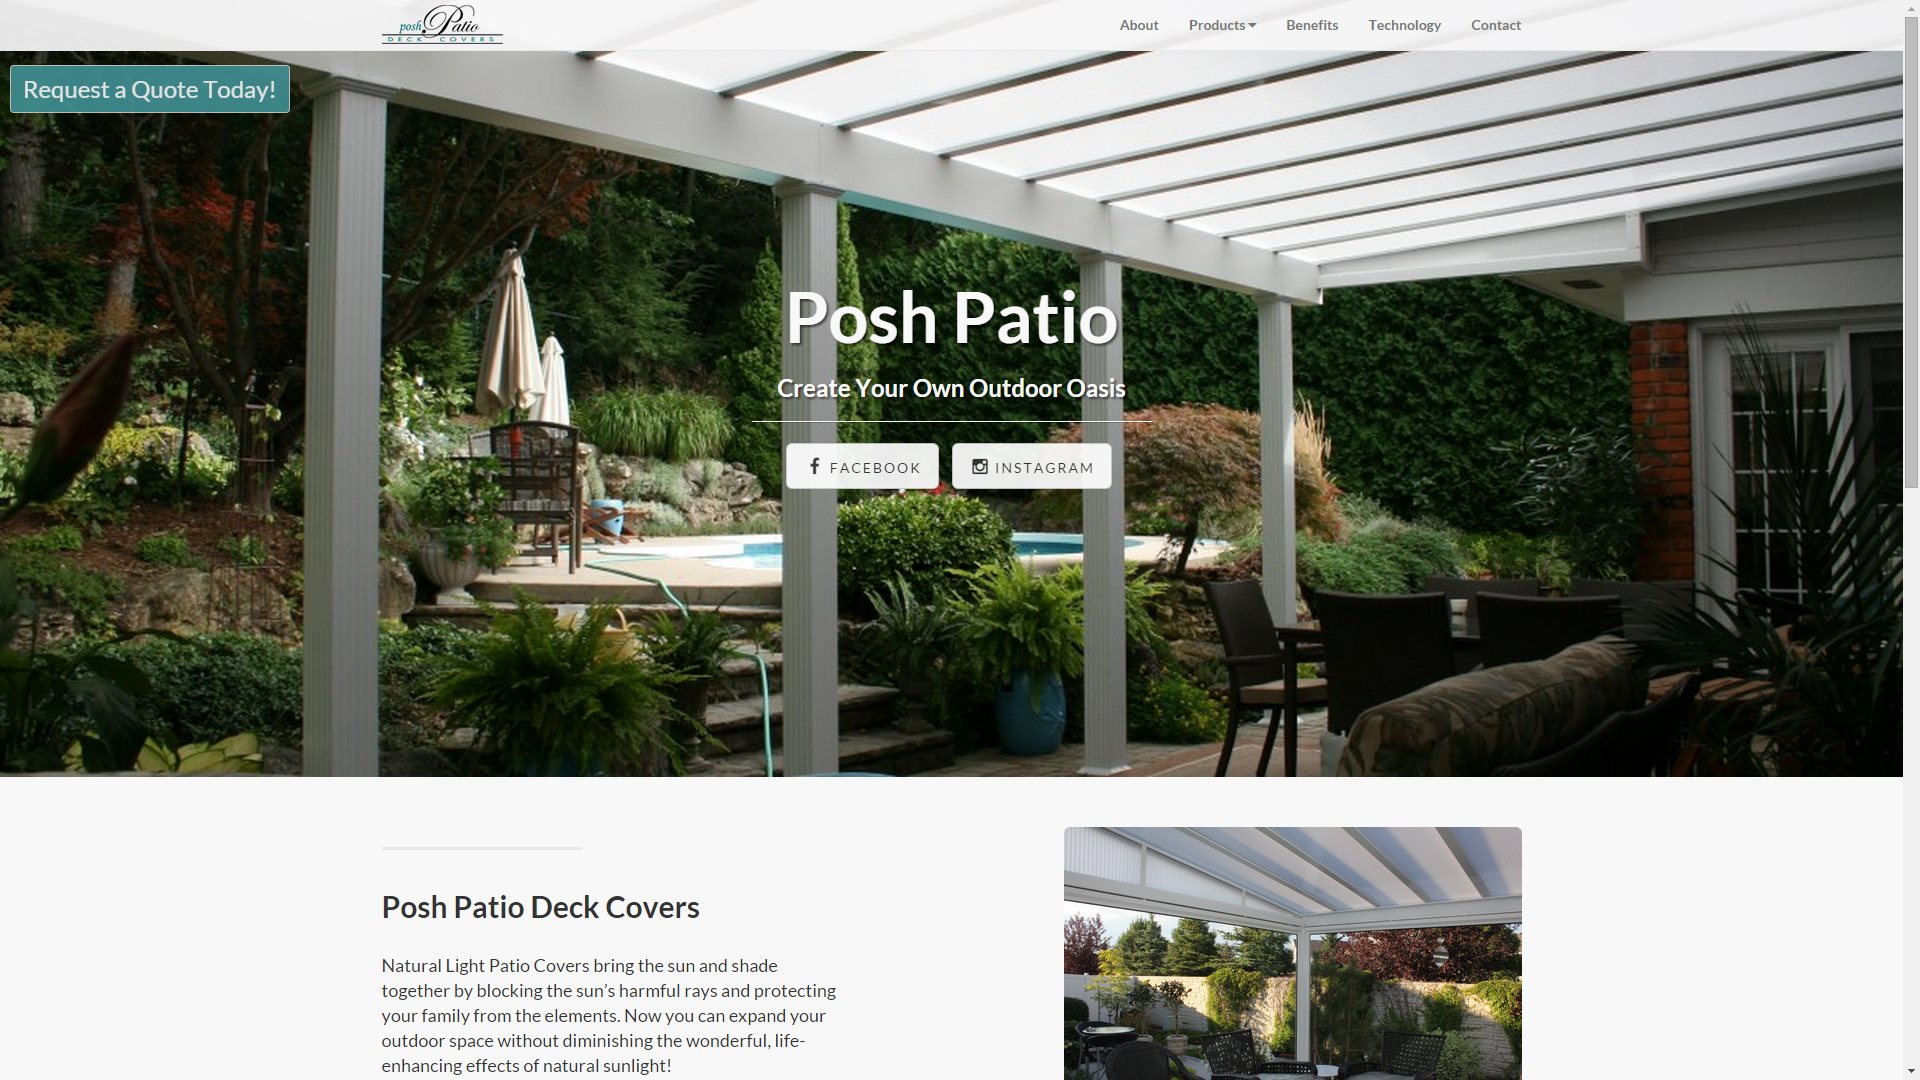 posh Patio
DECK COVERS
About Products Benefits Technology Contact
Request a Quote Today!
Posh Patio
Create Your Own Outdoor Oasis
FACEBOOK INSTAGRAM
Posh Patio Deck Covers
Natural Light Patio Covers bring the sun and shade
together by blocking the sun’s harmful rays and protecting
your family from the elements. Now you can expand your
outdoor space without diminishing the wonderful, life-
enhancing effects of natural sunlight!